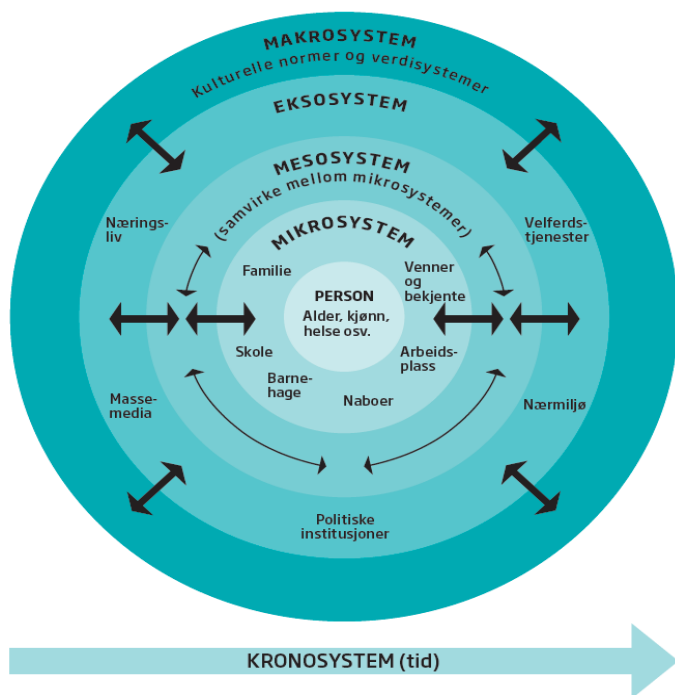 MAKROSYSTEM
Kulturelle normer og verdisystemer
EKSOSYSTEM
MESOSYSTEM
(samvirke mellom mikrosystemer)
MIKROSYSTEM
Nærings-
liv
Velferds-
tjenester
Familie
Venner
og
bekjente
PERSON
Alder, kjønn,
helse osv.
Skole
Barne-
hage
Naboer
Arbeids-
plass
Masse-
media
Nærmiljø
Politiske
institusjoner
KRONOSYSTEM (tid)